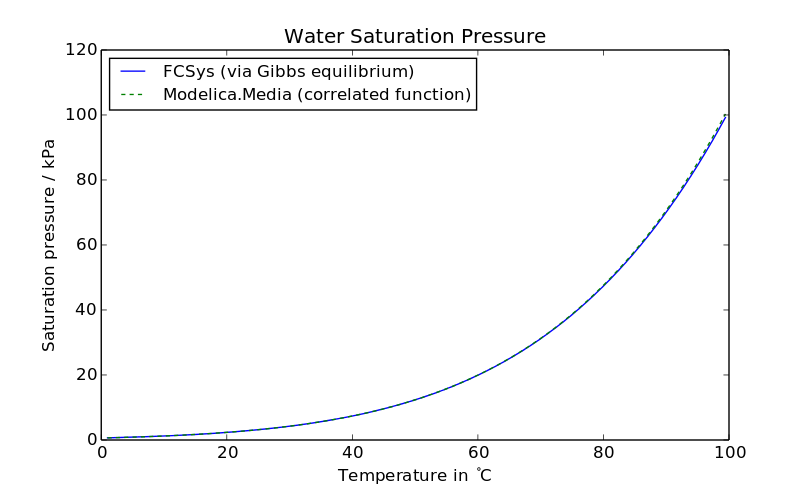 Water Saturation Pressure
120
FCSys (via Gibbs equilibrium)
Modelica.Media (correlated function)
100
80
60
40
20
0
Saturation pressure / kPa
0 20 40 60 80 100
Temperature in °C